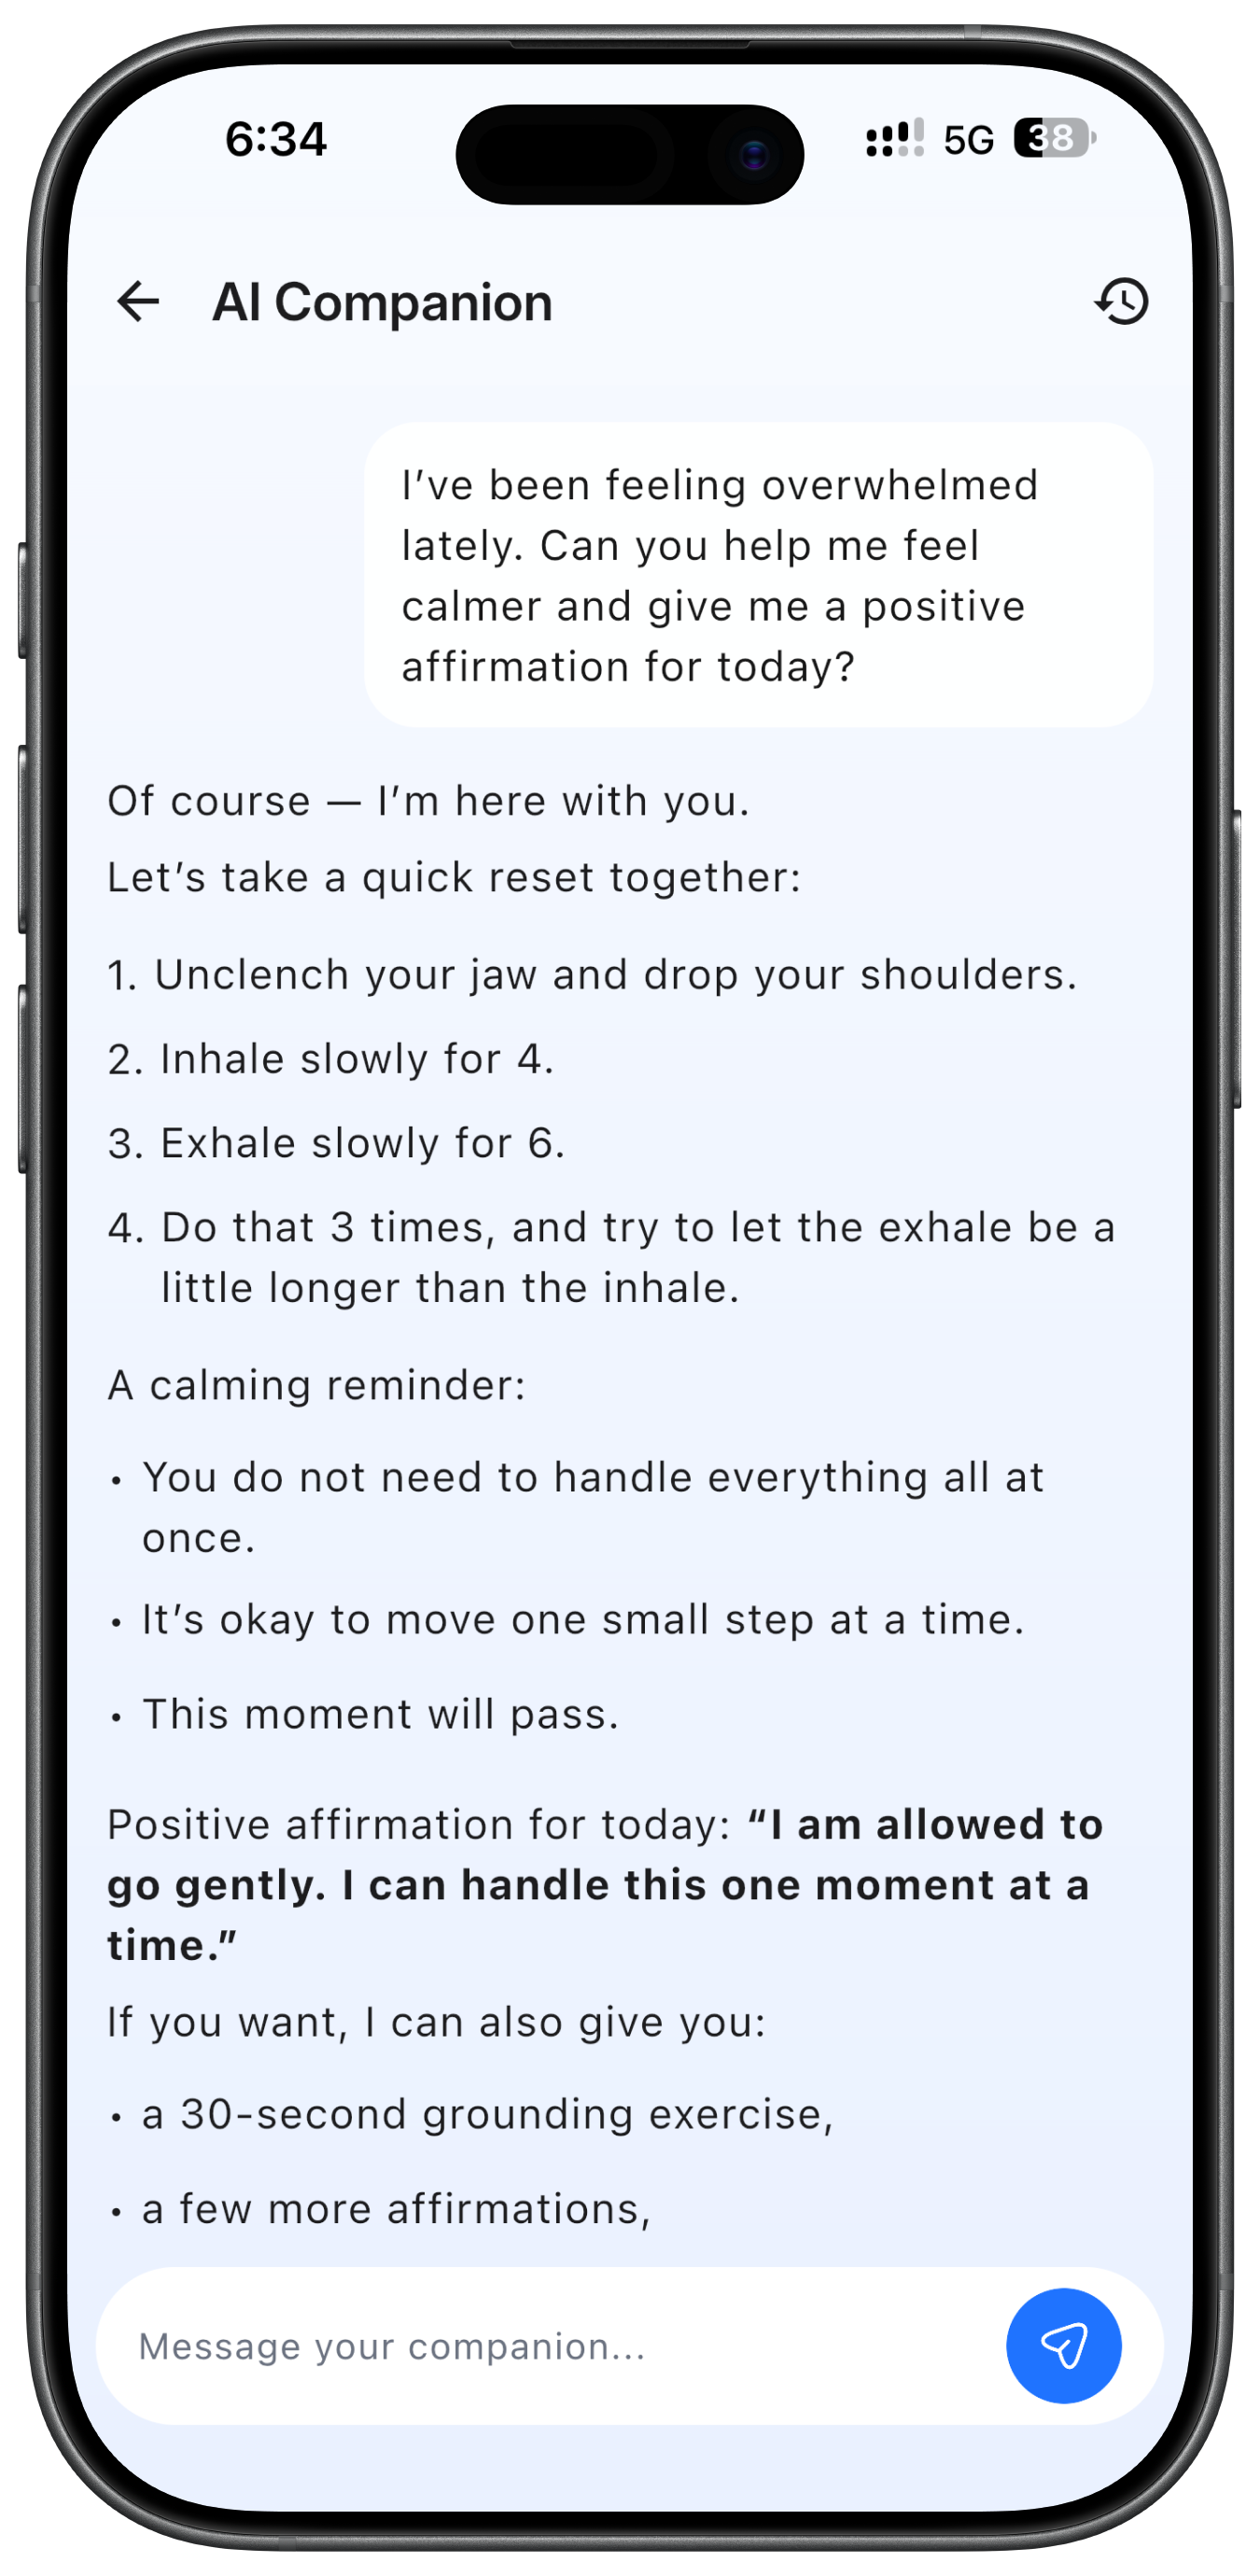 6:34
5G
38
AI Companion
I’ve been feeling overwhelmed
lately. Can you help me feel
calmer and give me a positive
affirmation for today?
Of course — I’m here with you.
Let’s take a quick reset together:
1. Unclench your jaw and drop your shoulders.
2. Inhale slowly for 4.
3. Exhale slowly for 6.
4. Do that 3 times, and try to let the exhale be a
little longer than the inhale.
A calming reminder:
• You do not need to handle everything all at
once.
• It’s okay to move one small step at a time.
• This moment will pass.
Positive affirmation for today: “I am allowed to
go gently. I can handle this one moment at a
time.”
If you want, I can also give you:
• a 30-second grounding exercise,
• a few more affirmations,
Message your companion...